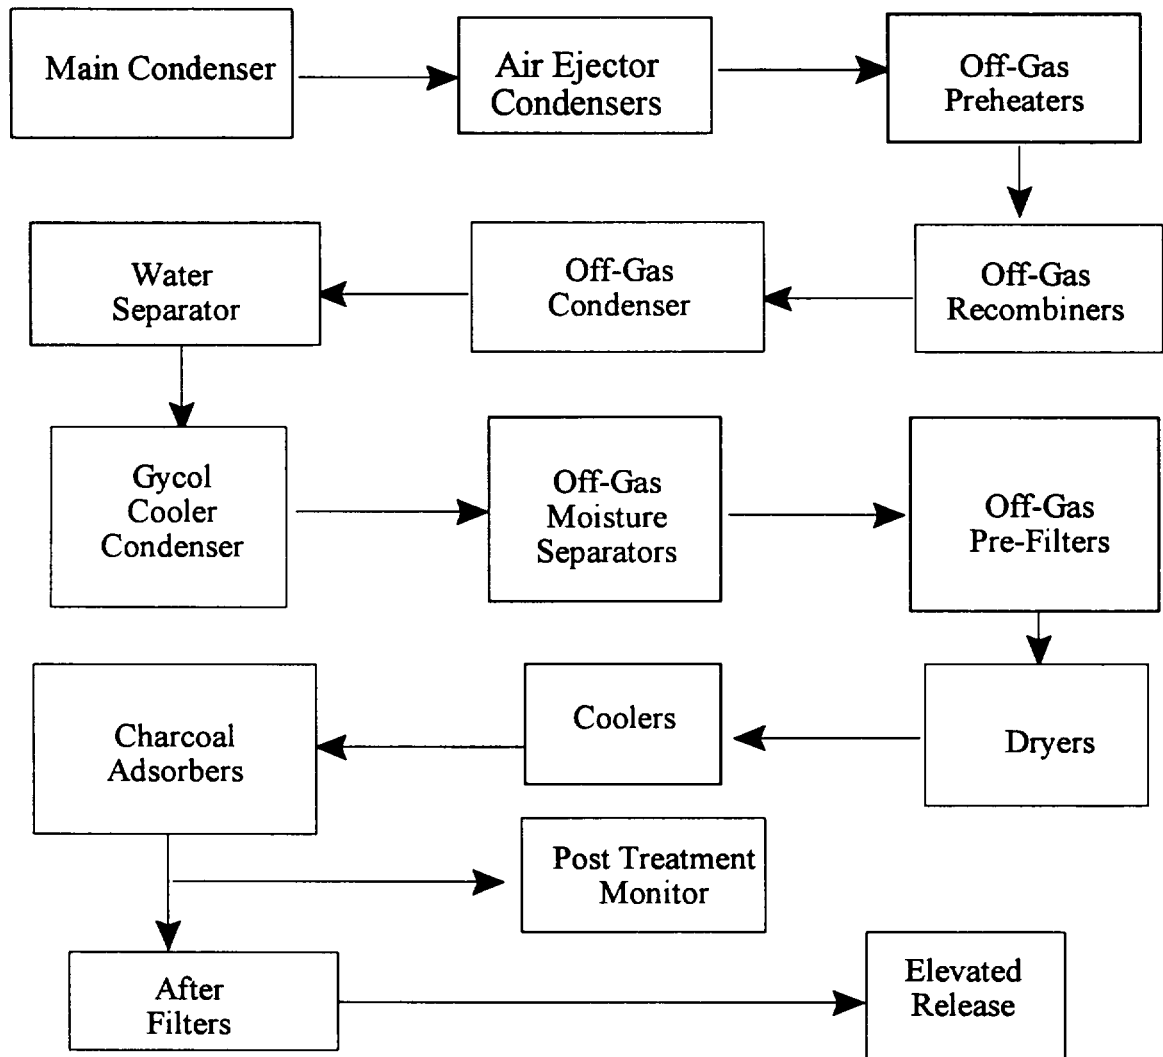 Main Condenser
Air Ejector
Condensers
Off-Gas
Preheaters
Water
Separator
Off-Gas
Condenser
Off-Gas
Recombiners
Gycol
Cooler
Condenser
Off-Gas
Moisture
Separators
Off-Gas
Pre-Filters
Charcoal
Adsorbers
Coolers
Dryers
Post Treatment
Monitor
After
Filters
Elevated
Release